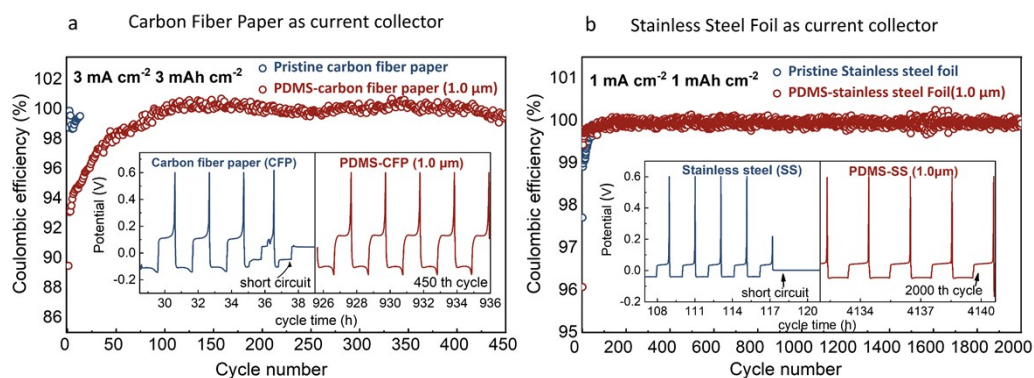 a
Carbon Fiber Paper as current collector
3 mA cm⁻² 3 mAh cm⁻²
Pristine carbon fiber paper
PDMS-carbon fiber paper (1.0 μm)
Coulombic efficiency (%)
102
100
98
96
94
92
90
88
86
Carbon fiber paper (CFP)
PDMS-CFP (1.0 μm)
Potential (V)
0.6
0.4
0.2
0.0
-0.2
short circuit
450 th cycle
30 32 34 36 38 926 928 930 932 934 936
cycle time (h)
0 50 100 150 200 250 300 350 400 450
Cycle number
b
Stainless Steel Foil as current collector
1 mA cm⁻² 1 mAh cm⁻²
Pristine Stainless steel foil
PDMS-stainless steel Foil(1.0 μm)
Coulombic efficiency (%)
101
100
99
98
97
96
95
Stainless steel (SS)
PDMS-SS (1.0μm)
Potential (V)
0.6
0.4
0.2
0.0
-0.2
short circuit
2000 th cycle
108 111 114 117 120 4134 4137 4140
cycle time (h)
0 200 400 600 800 1000 1200 1400 1600 1800 2000
Cycle number